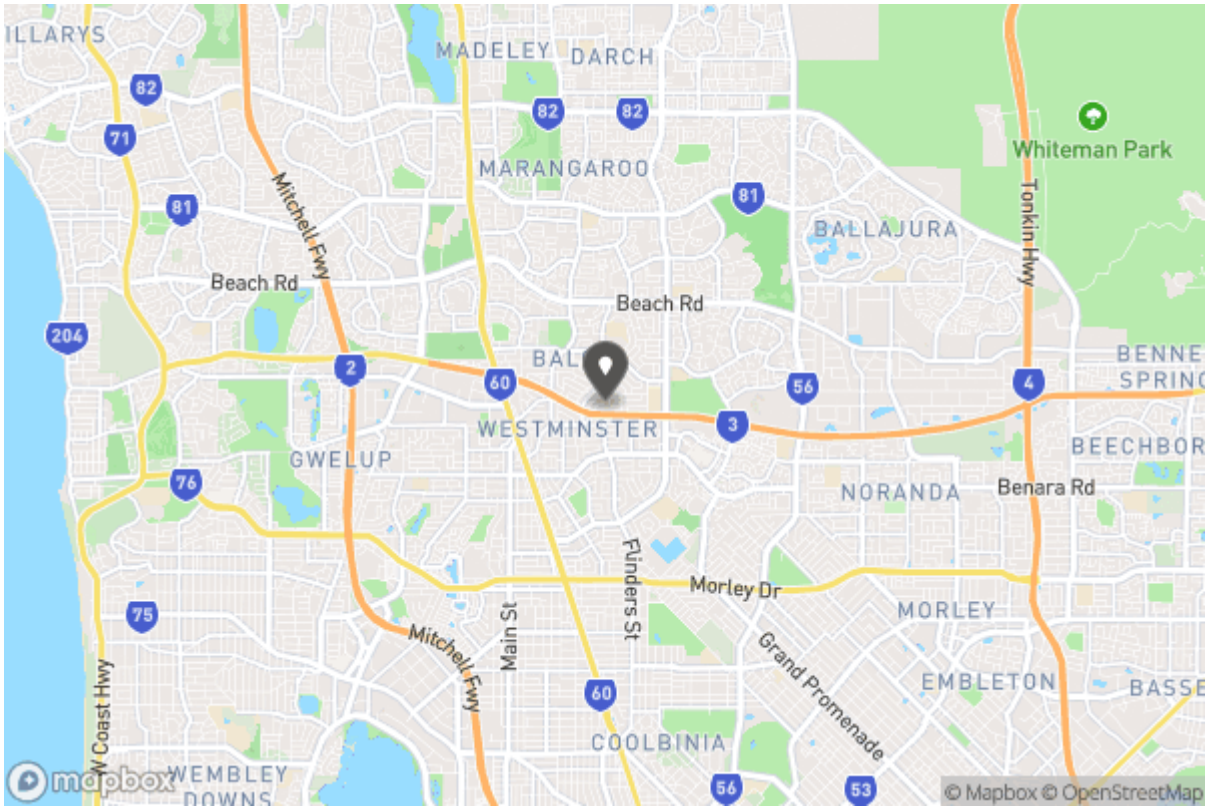 ILLARYS
MADELEY
DARCH
82
82
82
71
Whiteman Park
MARANGAROO
81
81
Mitchell Fwy
Tonkin Hwy
BALLAJURA
Beach Rd
Beach Rd
204
2
BAL
60
56
4
BENNE
SPRING
3
WESTMINSTER
GWELUP
BEECHBOR
76
NORANDA
Benara Rd
Flinders St
Morley Dr
75
Main St
MORLEY
Mitchell Fwy
Grand Promenade
W Coast Hwy
EMBLETON
BASSE
60
COOLBINIA
WEMBLEY
DOWNS
56
53
mapbox
© Mapbox © OpenStreetMap